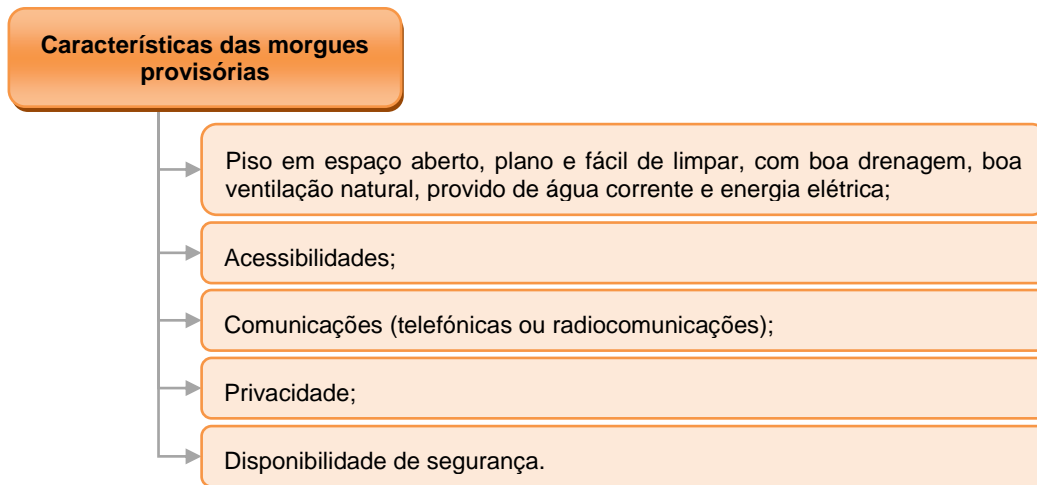 Características das morgues
provisórias
Piso em espaço aberto, plano e fácil de limpar, com boa drenagem, boa
ventilação natural, provido de água corrente e energia elétrica;
Acessibilidades;
Comunicações (telefónicas ou radiocomunicações);
Privacidade;
Disponibilidade de segurança.